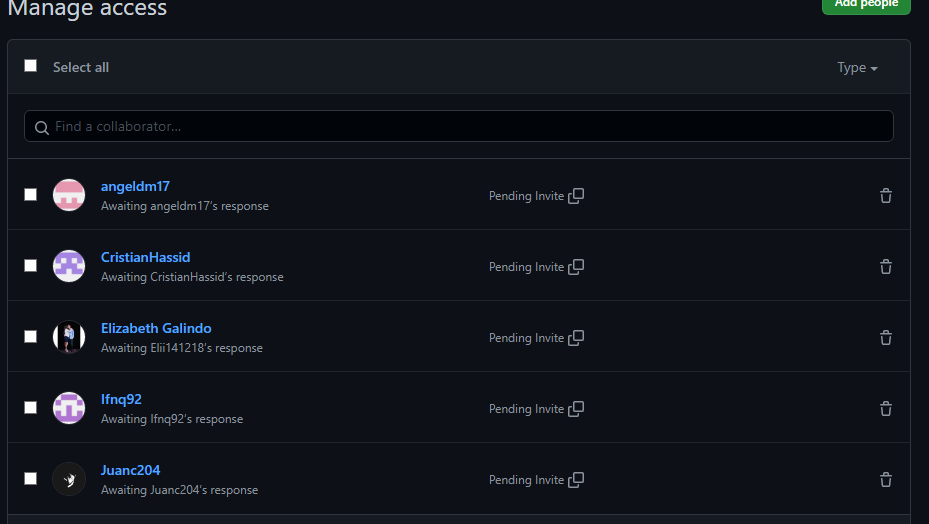 Manage access
Add people
Select all
Type
Find a collaborator...
angeldm17
Awaiting angeldm17's response
Pending Invite
CristianHassid
Awaiting CristianHassid's response
Pending Invite
Elizabeth Galindo
Awaiting Elii141218's response
Pending Invite
lfnq92
Awaiting lfnq92's response
Pending Invite
Juanc204
Awaiting Juanc204's response
Pending Invite